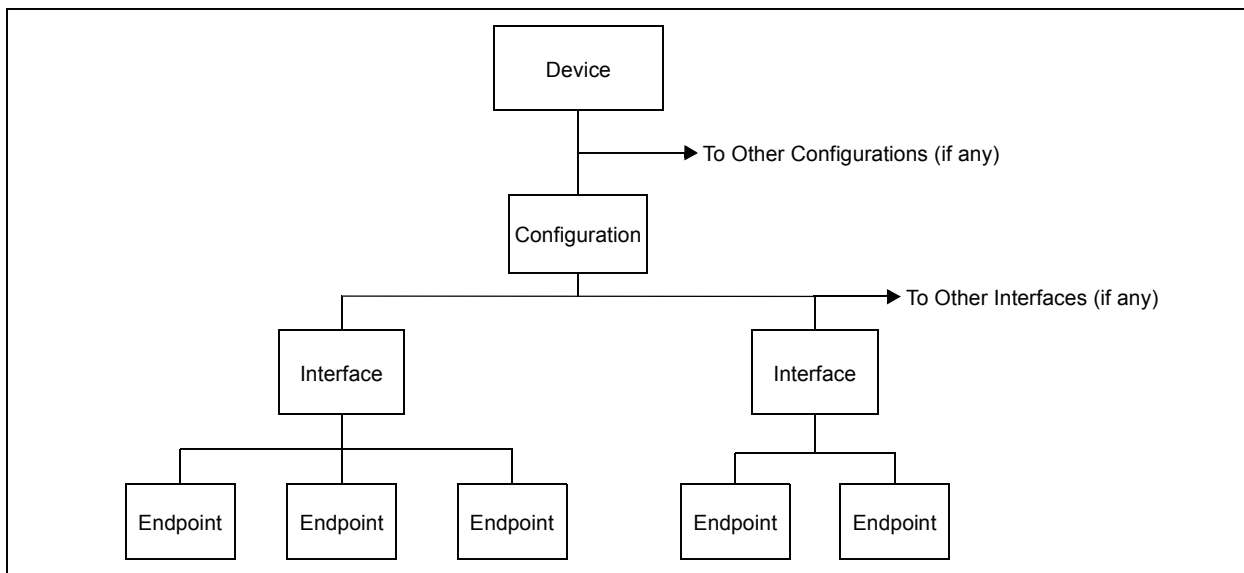 Device
To Other Configurations (if any)
Configuration
To Other Interfaces (if any)
Interface
Interface
Endpoint
Endpoint
Endpoint
Endpoint
Endpoint